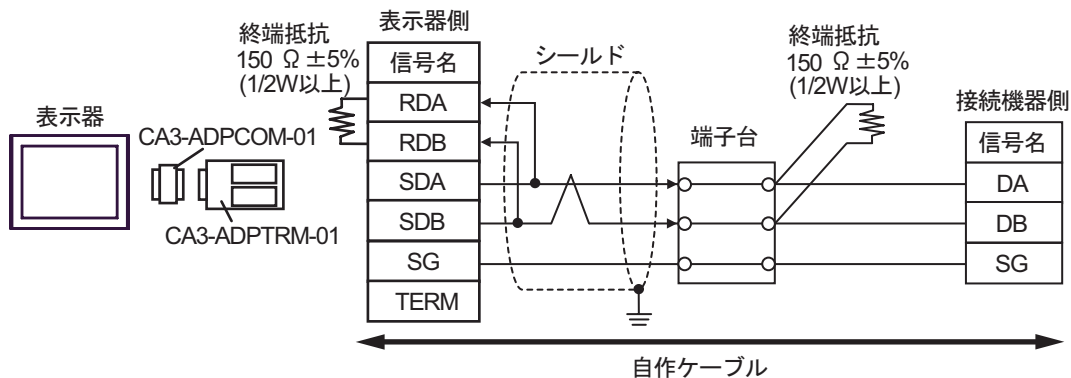 表示器
CA3-ADPCOM-01
CA3-ADPTRM-01
終端抵抗
150 Ω ±5%
(1/2W以上)
表示器側
信号名
RDA
RDB
SDA
SDB
SG
TERM
シールド
端子台
終端抵抗
150 Ω ±5%
(1/2W以上)
接続機器側
信号名
DA
DB
SG
自作ケーブル